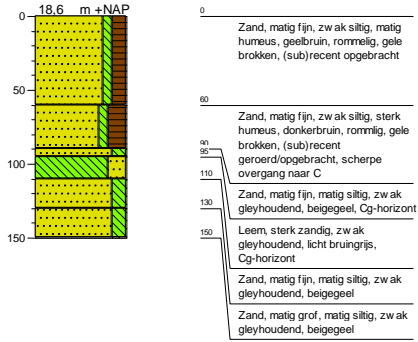 18,6 m +NAP
0
50
100
150
0
Zand, matig fijn, zwak siltig, matig
humeus, geelbruin, rommelig, gele
brokken, (sub)recent opgebracht
60
Zand, matig fijn, zwak siltig, sterk
humeus, donkerbruin, rommlig, gele
brokken, (sub)recent
geroerd/opgebracht, scherpe
overgang naar C
90
Zand, matig fijn, matig siltig, zwak
gleyhoudend, beigegeel, Cg-horizont
95
Leem, sterk zandig, zwak
gleyhoudend, licht bruingrijs,
Cg-horizont
110
Zand, matig fijn, matig siltig, zwak
gleyhoudend, beigegeel
130
Zand, matig grof, matig siltig, zwak
gleyhoudend, beigegeel
150